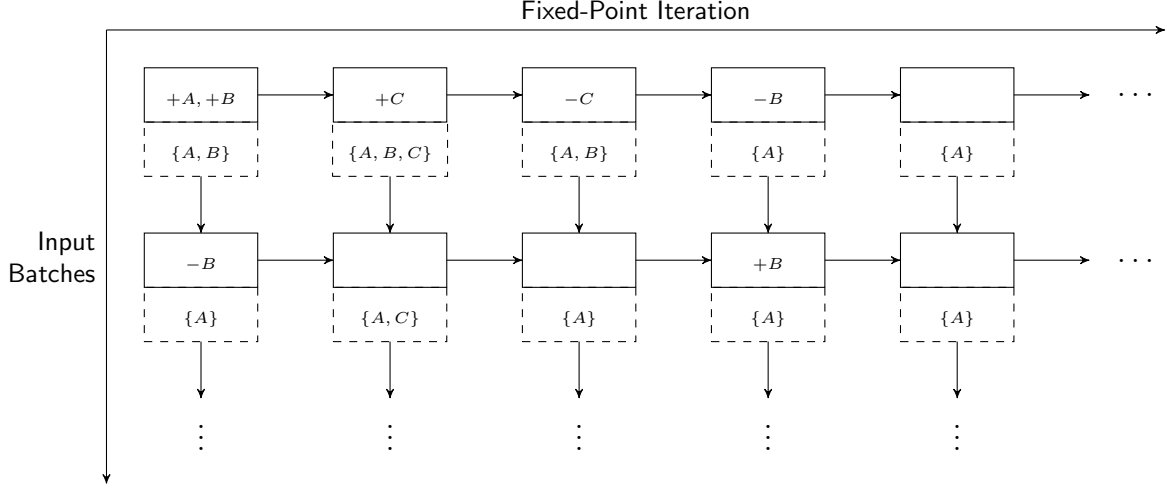 Fixed-Point Iteration
+A, +B
+C
−C
−B
· · ·
{A, B}
{A, B, C}
{A, B}
{A}
{A}
Input
Batches
−B
+B
· · ·
{A}
{A, C}
{A}
{A}
{A}
⋮
⋮
⋮
⋮
⋮